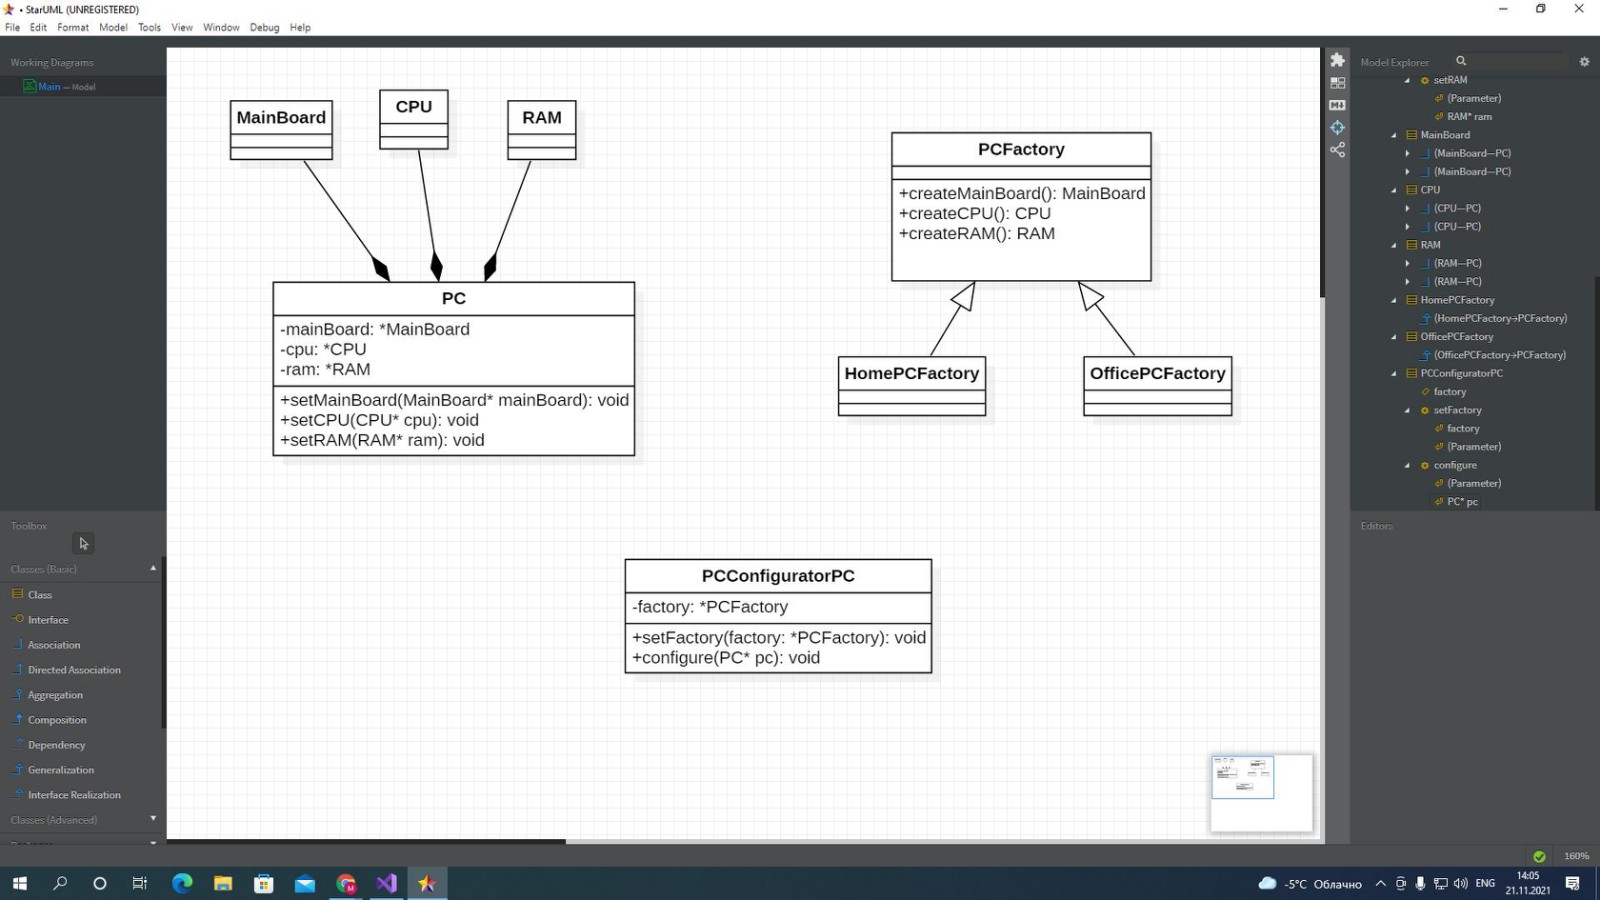 • StarUML (UNREGISTERED)
File Edit Format Model Tools View Window Debug Help
Working Diagrams
Main — Model
Toolbox
Classes (Basic)
Class
Interface
Association
Directed Association
Aggregation
Composition
Dependency
Generalization
Interface Realization
Classes (Advanced)
MainBoard
CPU
RAM
PC
-mainBoard: *MainBoard
-cpu: *CPU
-ram: *RAM
+setMainBoard(MainBoard* mainBoard): void
+setCPU(CPU* cpu): void
+setRAM(RAM* ram): void
PCFactory
+createMainBoard(): MainBoard
+createCPU(): CPU
+createRAM(): RAM
HomePCFactory
OfficePCFactory
PCConfiguratorPC
-factory: *PCFactory
+setFactory(factory: *PCFactory): void
+configure(PC* pc): void
Model Explorer
setRAM
(Parameter)
RAM* ram
MainBoard
(MainBoard—PC)
(MainBoard—PC)
CPU
(CPU—PC)
(CPU—PC)
RAM
(RAM—PC)
(RAM—PC)
HomePCFactory
(HomePCFactory→PCFactory)
OfficePCFactory
(OfficePCFactory→PCFactory)
PCConfiguratorPC
factory
setFactory
factory
(Parameter)
configure
(Parameter)
PC* pc
Editors
160%
-5°C Облачно
ENG
14:05
21.11.2021